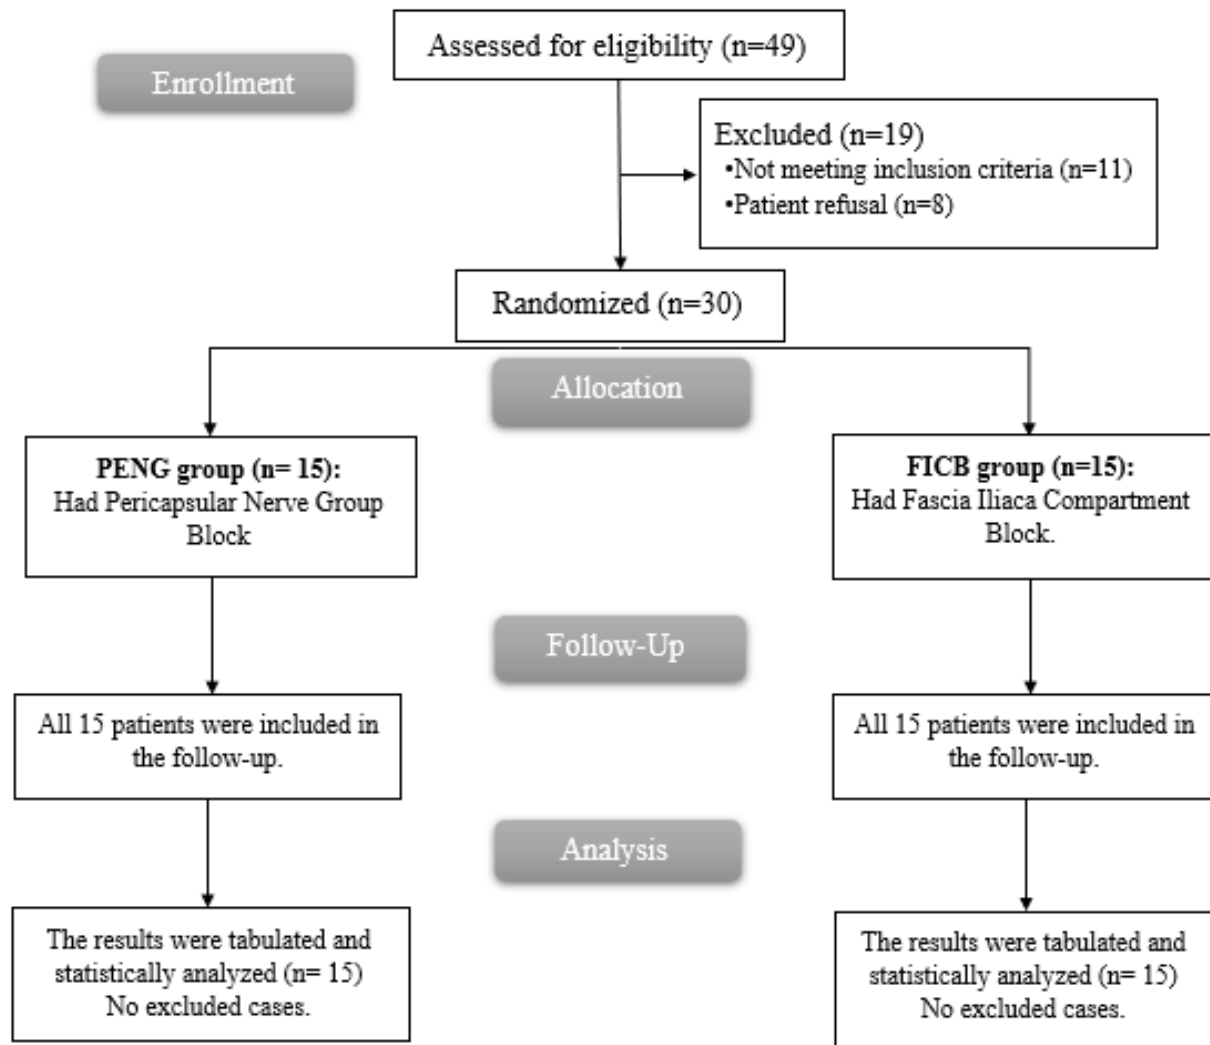 Assessed for eligibility (n=49)
Enrollment
Excluded (n=19)
•Not meeting inclusion criteria (n=11)
•Patient refusal (n=8)
Randomized (n=30)
Allocation
PENG group (n= 15):
Had Pericapsular Nerve Group
Block
FICB group (n=15):
Had Fascia Iliaca Compartment
Block.
Follow-Up
All 15 patients were included in
the follow-up.
All 15 patients were included in
the follow-up.
Analysis
The results were tabulated and
statistically analyzed (n= 15)
No excluded cases.
The results were tabulated and
statistically analyzed (n= 15)
No excluded cases.